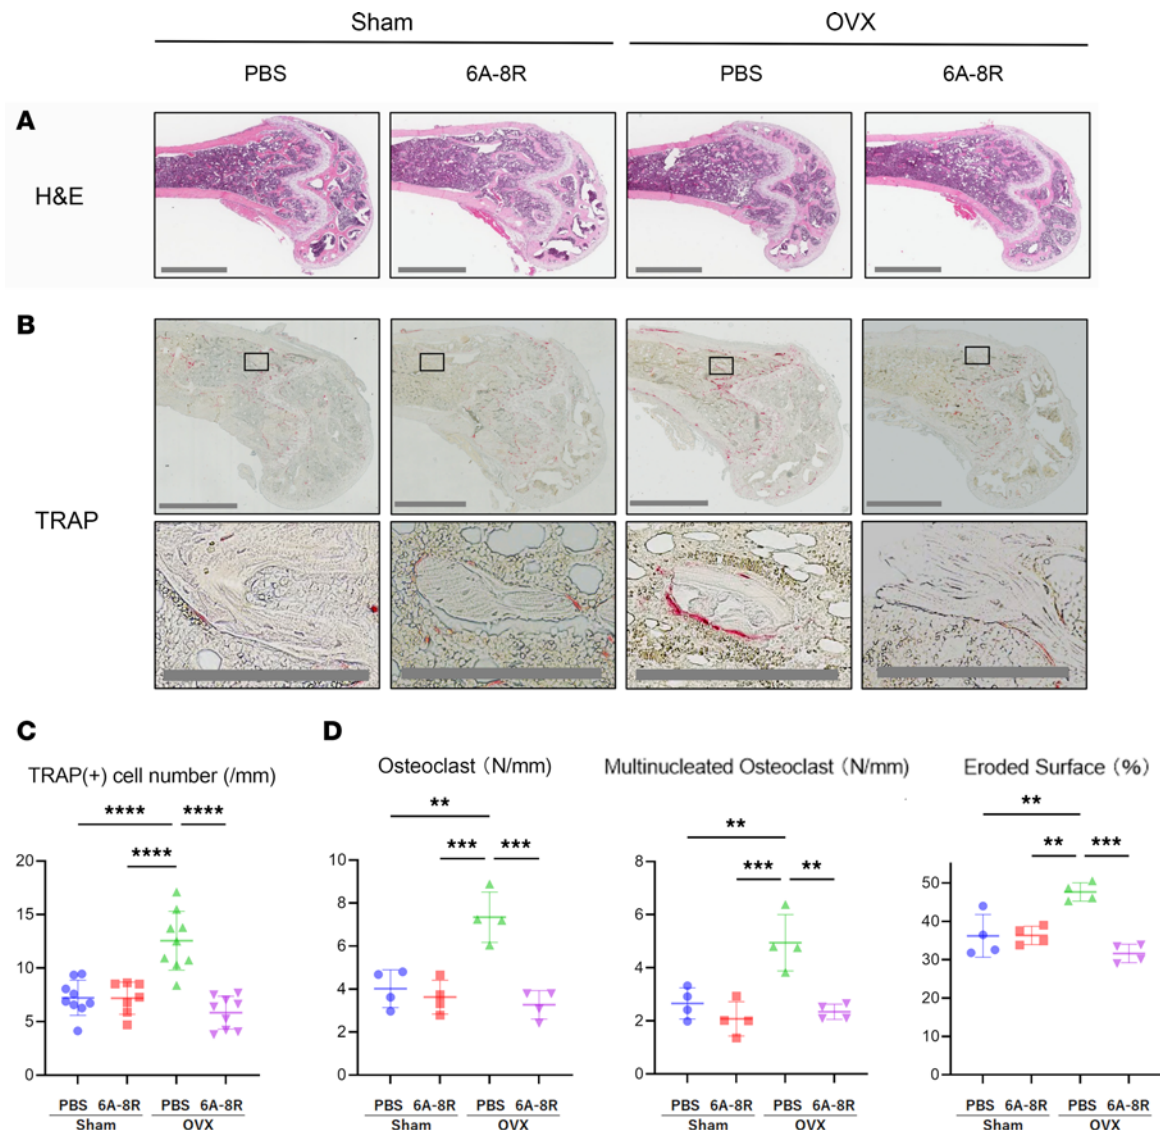 Sham OVX
PBS 6A-8R PBS 6A-8R
A
H&E
B
TRAP
C
TRAP(+) cell number (/mm)
**** ****
****
20
15
10
5
0
PBS 6A-8R PBS 6A-8R
Sham OVX
D
Osteoclast (N/mm)
**
*** ***
10
8
6
4
2
0
PBS 6A-8R PBS 6A-8R
Sham OVX
Multinucleated Osteoclast (N/mm)
**
*** **
8
6
4
2
0
PBS 6A-8R PBS 6A-8R
Sham OVX
Eroded Surface (%)
**
** ***
50
40
30
20
10
0
PBS 6A-8R PBS 6A-8R
Sham OVX